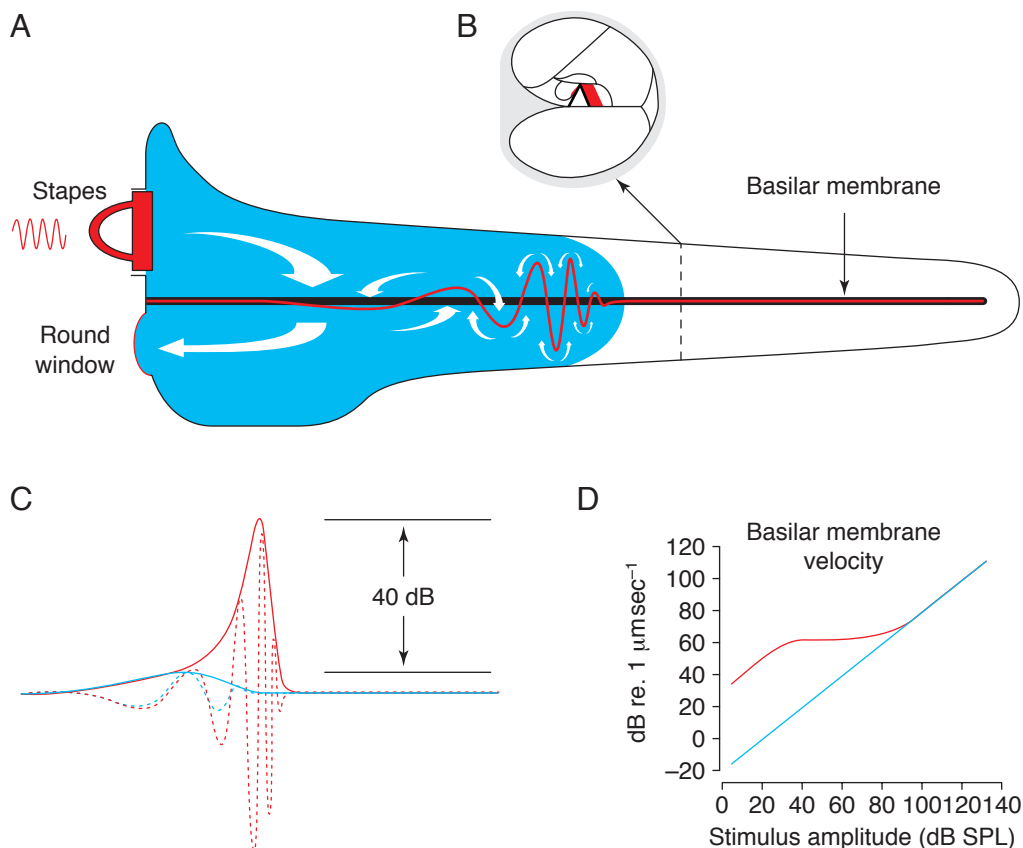 A
B
Stapes
Basilar membrane
Round
window
C
40 dB
D
Basilar membrane
velocity
dB re. 1 μmsec⁻¹
120
100
80
60
40
20
0
–20
0 20 40 60 80 100 120 140
Stimulus amplitude (dB SPL)